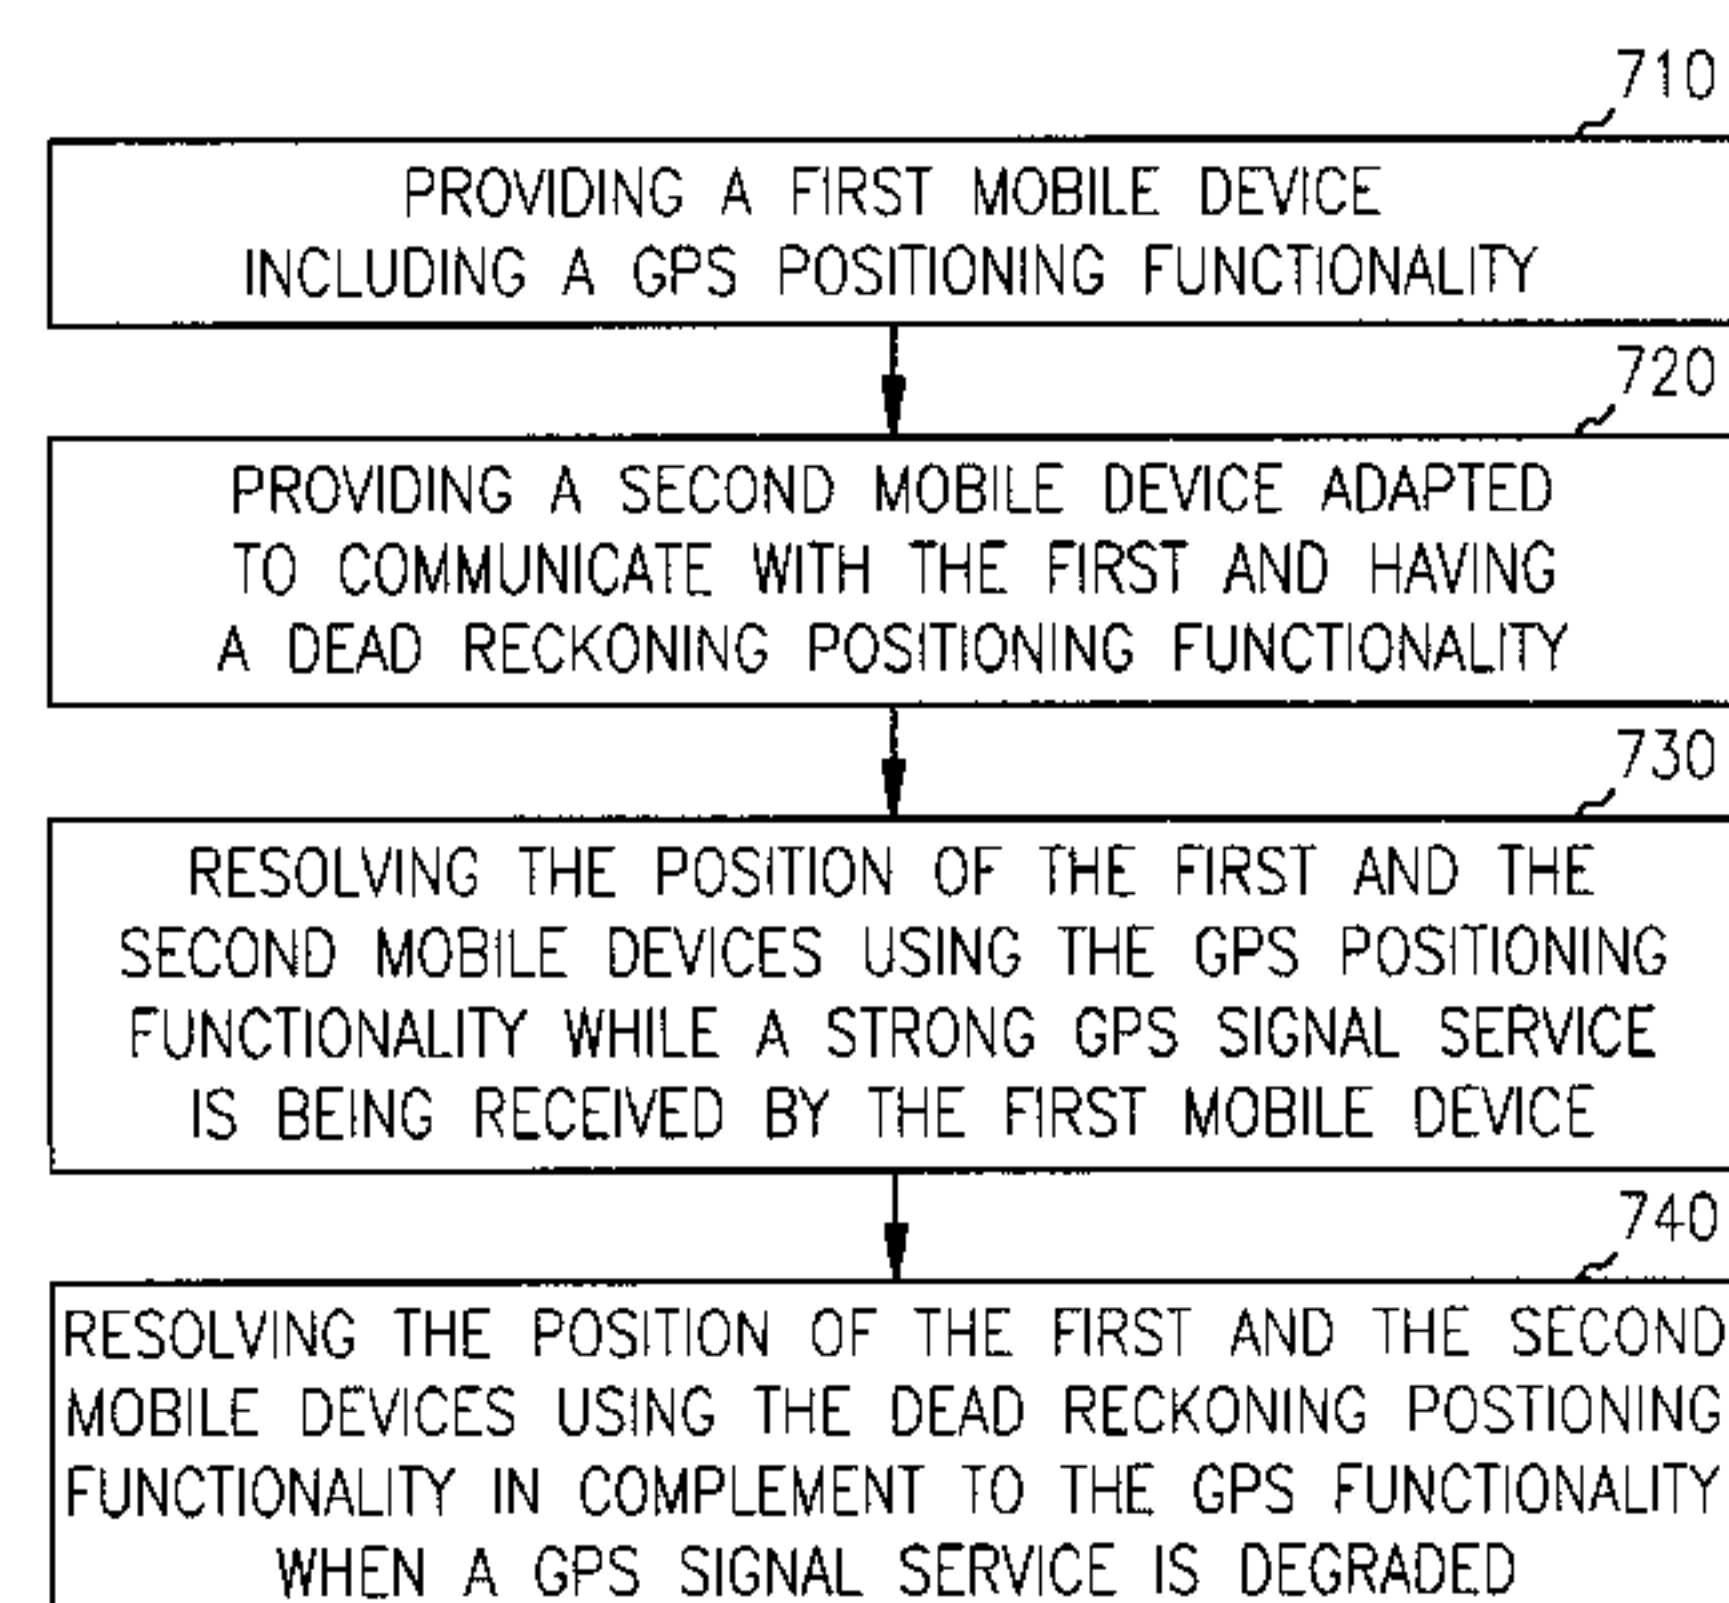 710
PROVIDING A FIRST MOBILE DEVICE
INCLUDING A GPS POSITIONING FUNCTIONALITY
720
PROVIDING A SECOND MOBILE DEVICE ADAPTED
TO COMMUNICATE WITH THE FIRST AND HAVING
A DEAD RECKONING POSITIONING FUNCTIONALITY
730
RESOLVING THE POSITION OF THE FIRST AND THE
SECOND MOBILE DEVICES USING THE GPS POSITIONING
FUNCTIONALITY WHILE A STRONG GPS SIGNAL SERVICE
IS BEING RECEIVED BY THE FIRST MOBILE DEVICE
740
RESOLVING THE POSITION OF THE FIRST AND THE SECOND
MOBILE DEVICES USING THE DEAD RECKONING POSTIONING
FUNCTIONALITY IN COMPLEMENT TO THE GPS FUNCTIONALITY
WHEN A GPS SIGNAL SERVICE IS DEGRADED